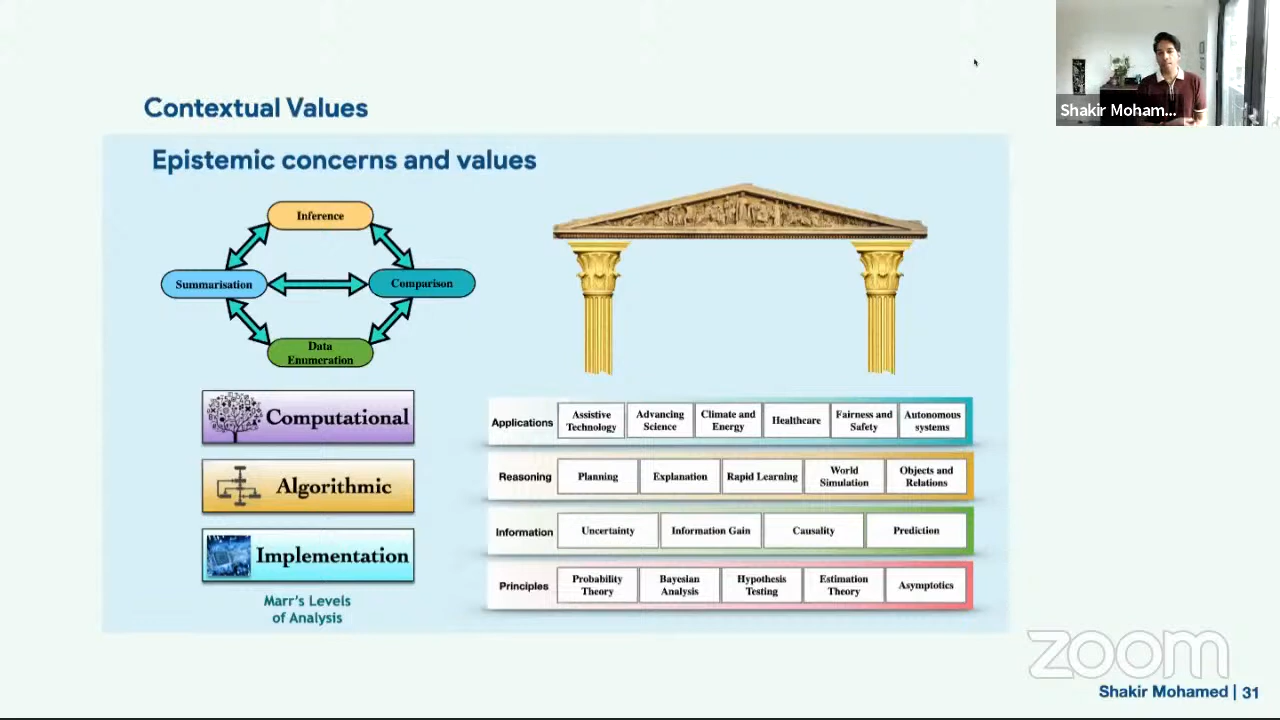 Shakir Moham...
Contextual Values
Epistemic concerns and values
Inference
Summarisation
Comparison
Data
Enumeration
Computational
Algorithmic
Implementation
Marr's Levels
of Analysis
Applications
Assistive
Technology
Advancing
Science
Climate and
Energy
Healthcare
Fairness and
Safety
Autonomous
systems
Reasoning
Planning
Explanation
Rapid Learning
World
Simulation
Objects and
Relations
Information
Uncertainty
Information Gain
Causality
Prediction
Principles
Probability
Theory
Bayesian
Analysis
Hypothesis
Testing
Estimation
Theory
Asymptotics
zoom
Shakir Mohamed | 31